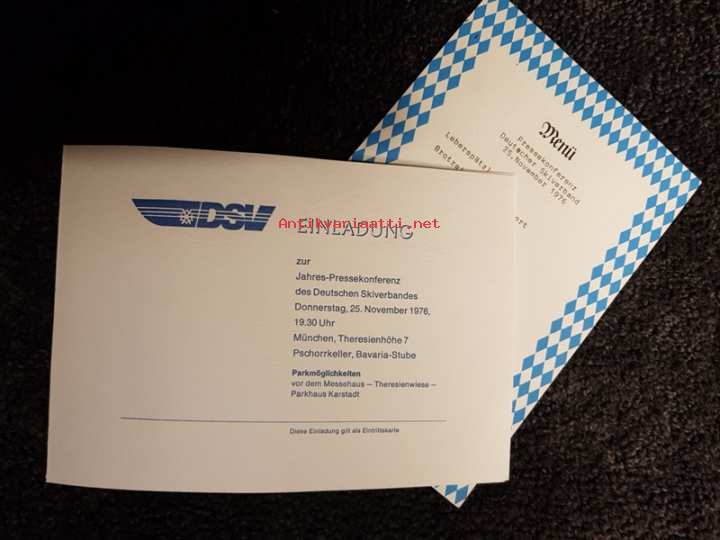 DSV
EINLADUNG
Antikvariaatti.net
zur
Jahres-Pressekonferenz
des Deutschen Skiverbandes
Donnerstag, 25. November 1976,
19.30 Uhr
München, Theresienhöhe 7
Pschorrkeller, Bavaria-Stube
Parkmöglichkeiten
vor dem Messehaus – Theresienwiese –
Parkhaus Karstadt
Diese Einladung gilt als Eintrittskarte
Menü
Pressekonferenz
Deutscher Skiverband
25. November 1976